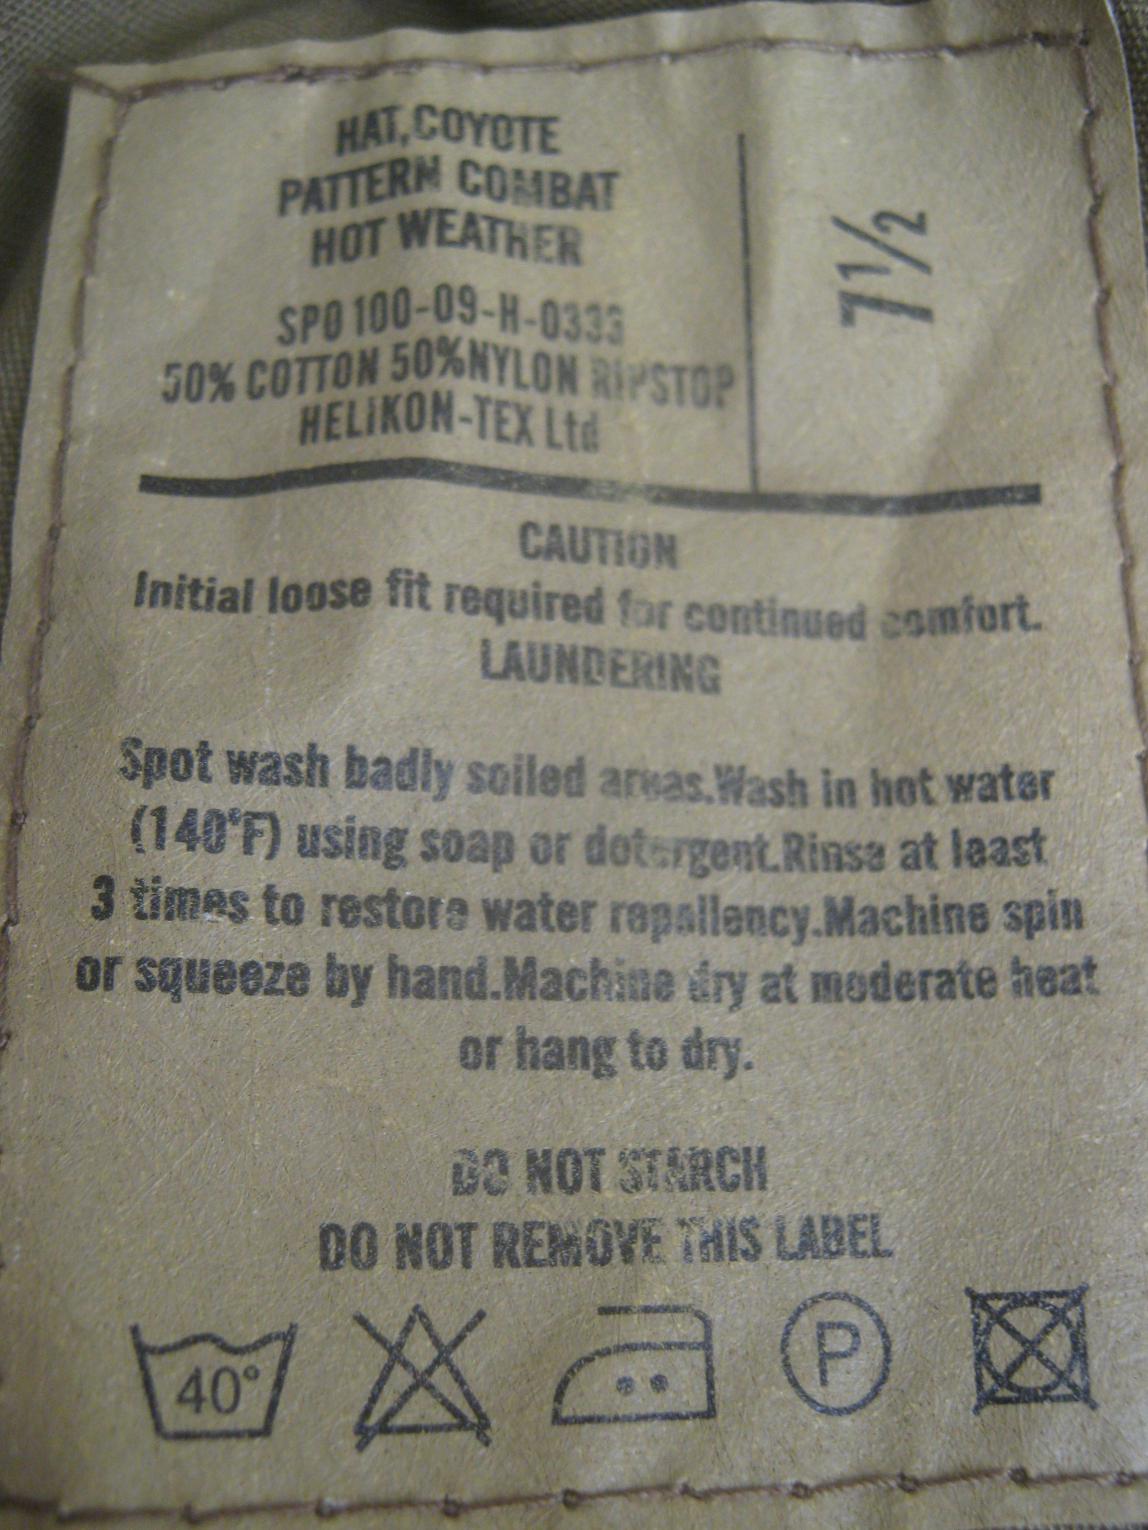 HAT,COYOTE
PATTERN COMBAT
HOT WEATHER
SPO 100-09-H-0333
50% COTTON 50%NYLON RIPSTOP
HELiKON-TEX Ltd
7 1/2
CAUTION
Initial loose fit required for continued comfort.
LAUNDERING
Spot wash badly soiled areas.Wash in hot water
(140°F) using soap or detergent.Rinse at least
3 times to restore water repellency.Machine spin
or squeeze by hand.Machine dry at moderate heat
or hang to dry.
DO NOT STARCH
DO NOT REMOVE THIS LABEL
40° P